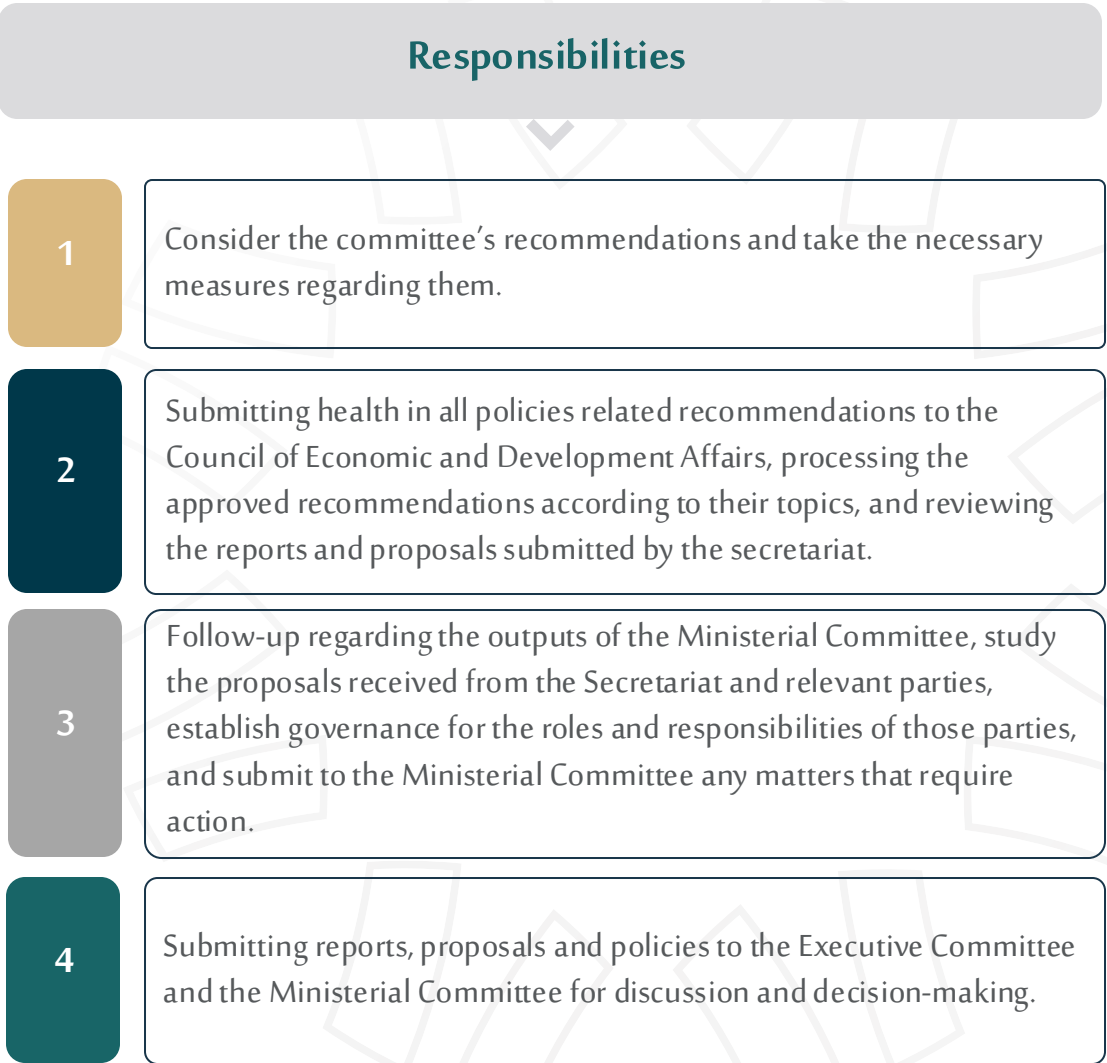 Responsibilities
1
Consider the committee’s recommendations and take the necessary
measures regarding them.
2
Submitting health in all policies related recommendations to the
Council of Economic and Development Affairs, processing the
approved recommendations according to their topics, and reviewing
the reports and proposals submitted by the secretariat.
3
Follow-up regarding the outputs of the Ministerial Committee, study
the proposals received from the Secretariat and relevant parties,
establish governance for the roles and responsibilities of those parties,
and submit to the Ministerial Committee any matters that require
action.
4
Submitting reports, proposals and policies to the Executive Committee
and the Ministerial Committee for discussion and decision-making.